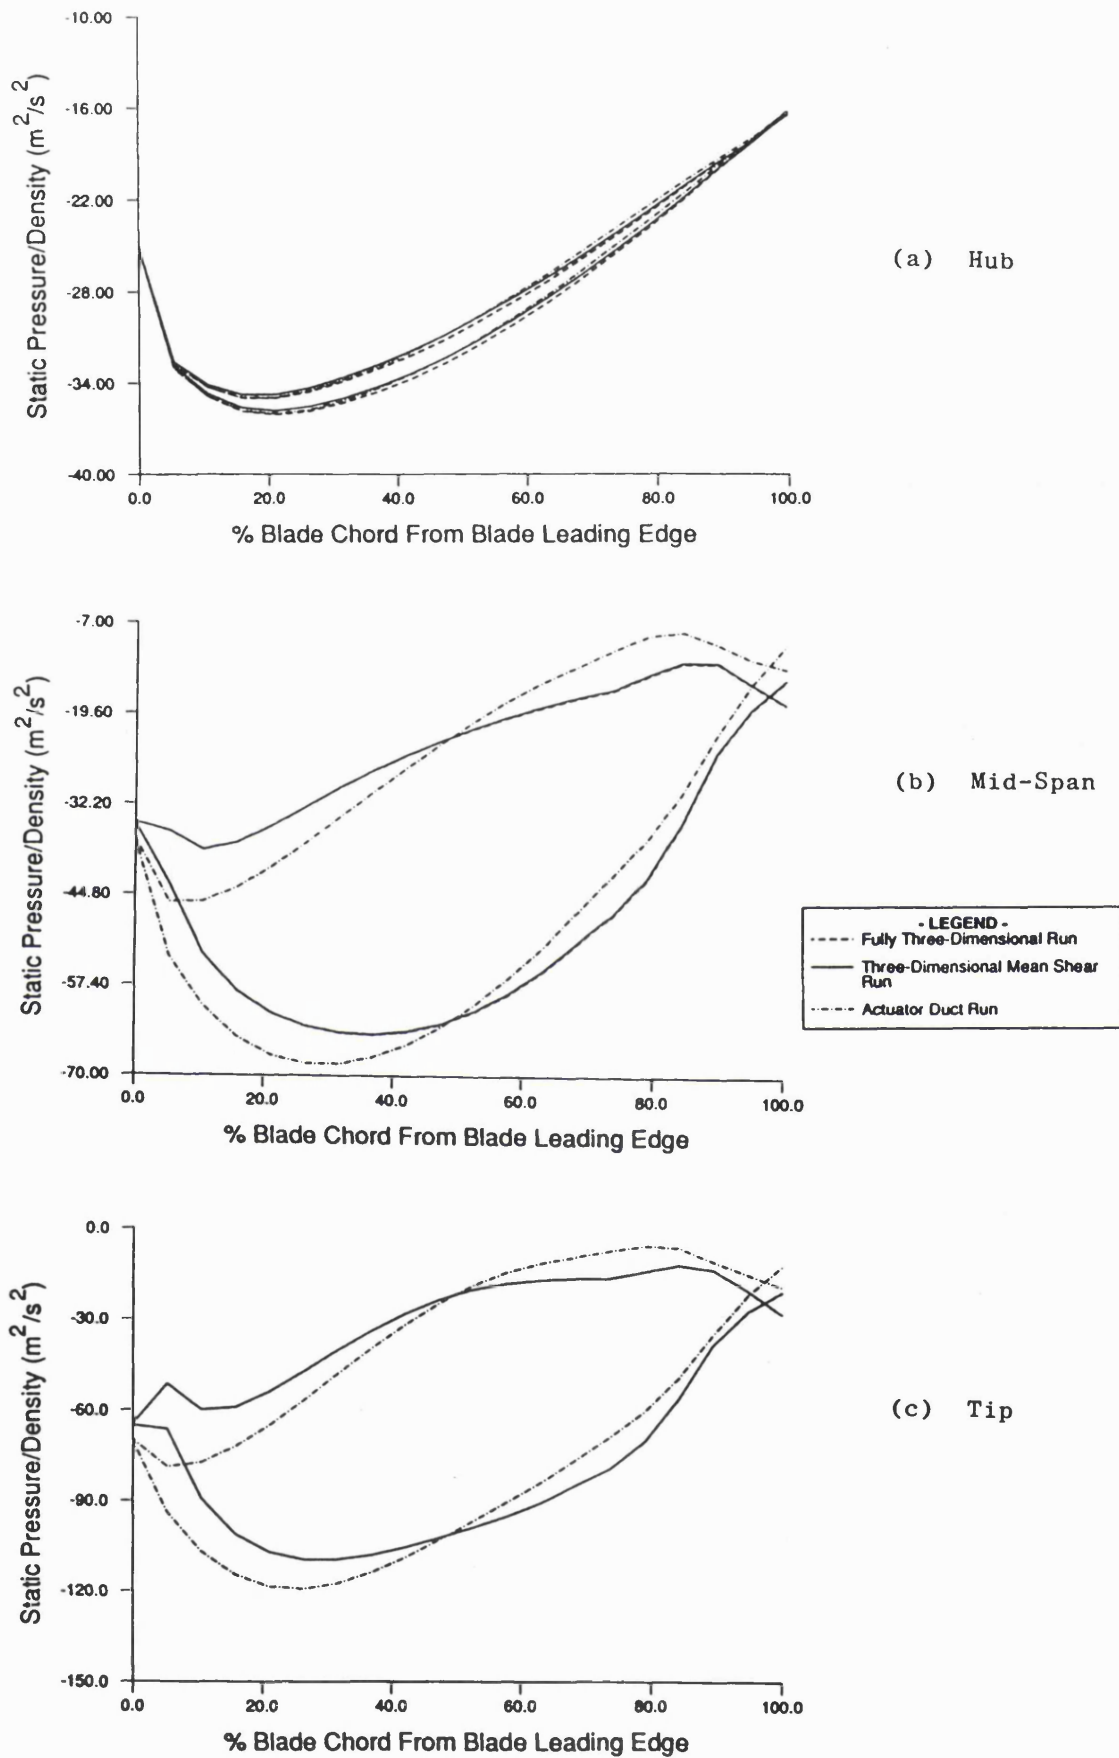 -10.00
-16.00
-22.00
-28.00
-34.00
-40.00
Static Pressure/Density (m²/s²)
0.0 20.0 40.0 60.0 80.0 100.0
% Blade Chord From Blade Leading Edge
(a) Hub
-7.00
-19.60
-32.20
-44.80
-57.40
-70.00
Static Pressure/Density (m²/s²)
0.0 20.0 40.0 60.0 80.0 100.0
% Blade Chord From Blade Leading Edge
(b) Mid-Span
- LEGEND -
Fully Three-Dimensional Run
Three-Dimensional Mean Shear
Run
Actuator Duct Run
0.0
-30.0
-60.0
-90.0
-120.0
-150.0
Static Pressure/Density (m²/s²)
0.0 20.0 40.0 60.0 80.0 100.0
% Blade Chord From Blade Leading Edge
(c) Tip